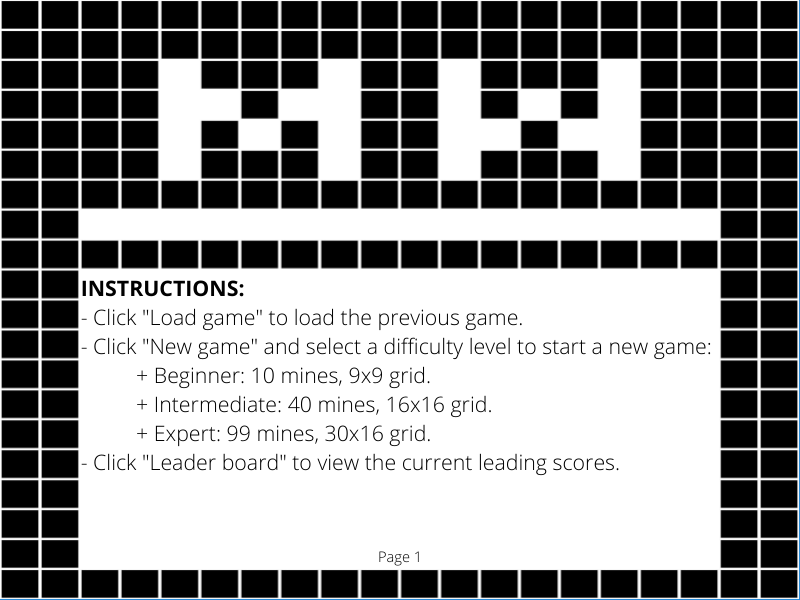 MW
INSTRUCTIONS:
- Click "Load game" to load the previous game.
- Click "New game" and select a difficulty level to start a new game:
+ Beginner: 10 mines, 9x9 grid.
+ Intermediate: 40 mines, 16x16 grid.
+ Expert: 99 mines, 30x16 grid.
- Click "Leader board" to view the current leading scores.
Page 1